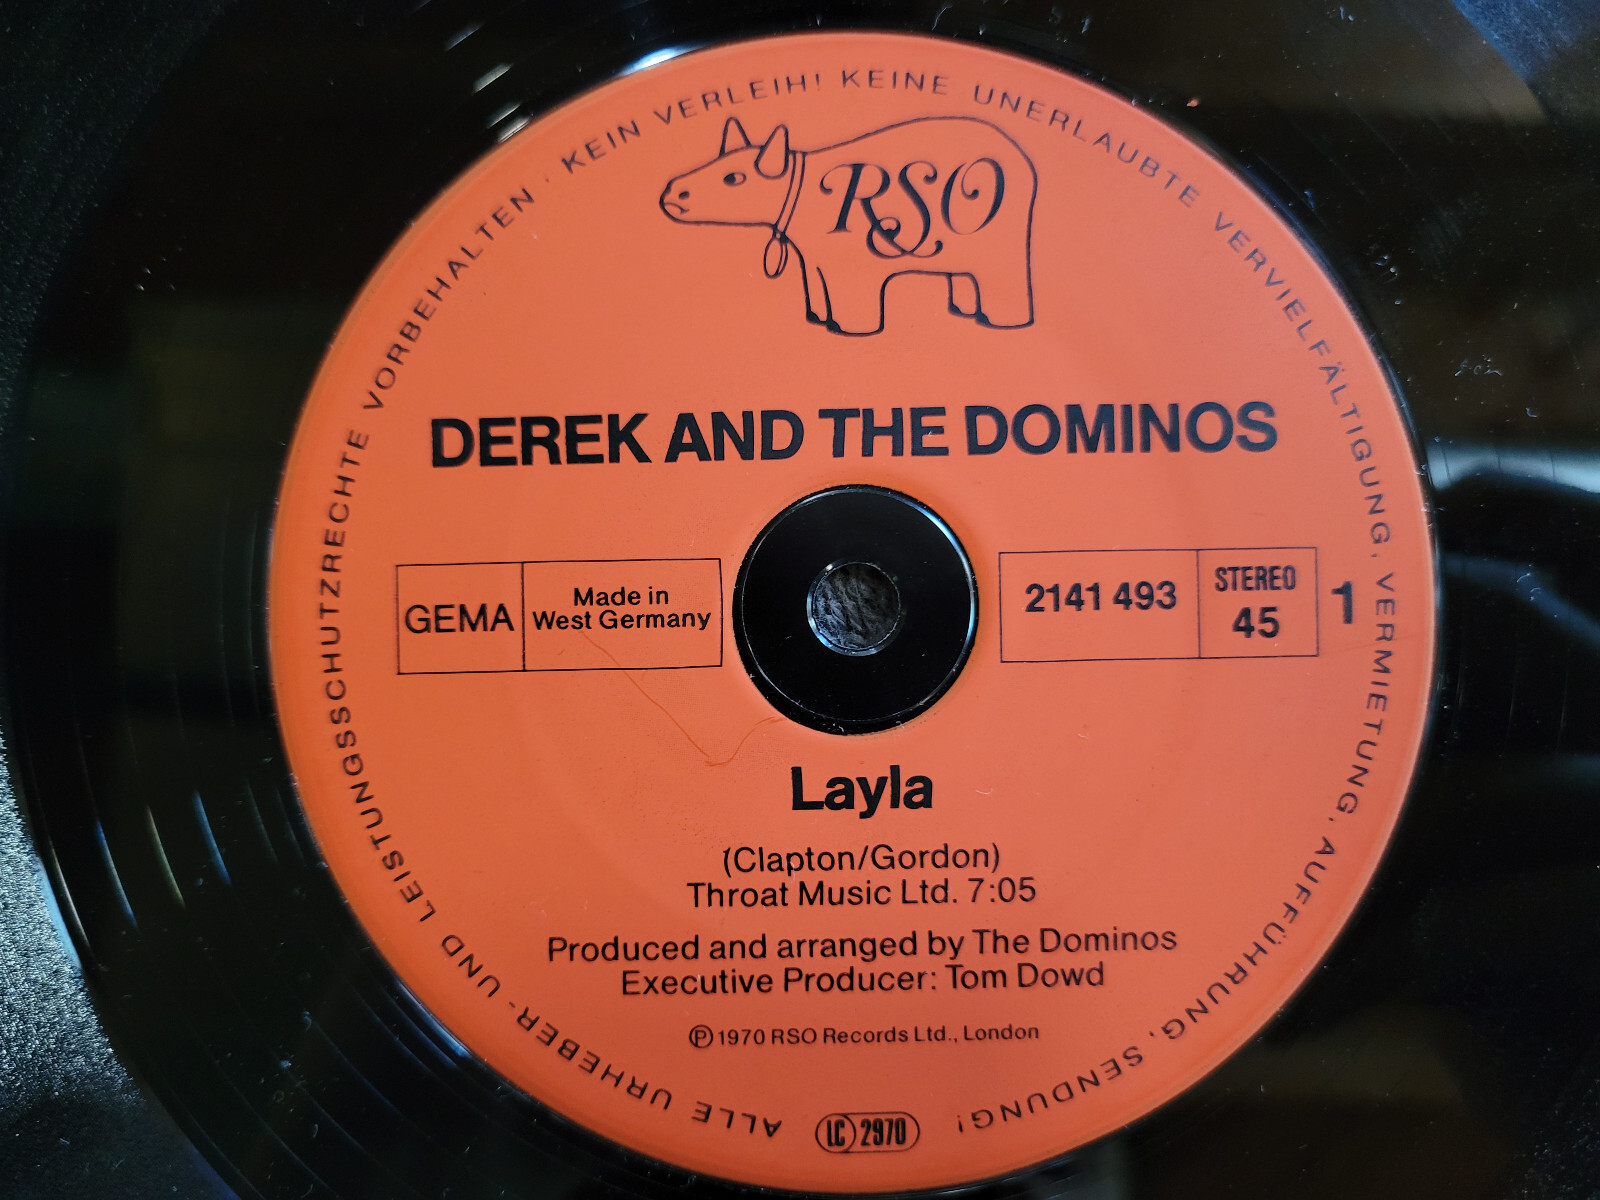 ALLE URHEBER- UND LEISTUNGSSCHUTZRECHTE VORBEHALTEN · KEIN VERLEIH! KEINE UNERLAUBTE VERVIELFÄLTIGUNG, VERMIETUNG, AUFFÜHRUNG, SENDUNG!
RSO
DEREK AND THE DOMINOS
GEMA
Made in
West Germany
2141 493
STEREO
45
1
Layla
(Clapton/Gordon)
Throat Music Ltd. 7:05
Produced and arranged by The Dominos
Executive Producer: Tom Dowd
Ⓟ 1970 RSO Records Ltd., London
LC 2970